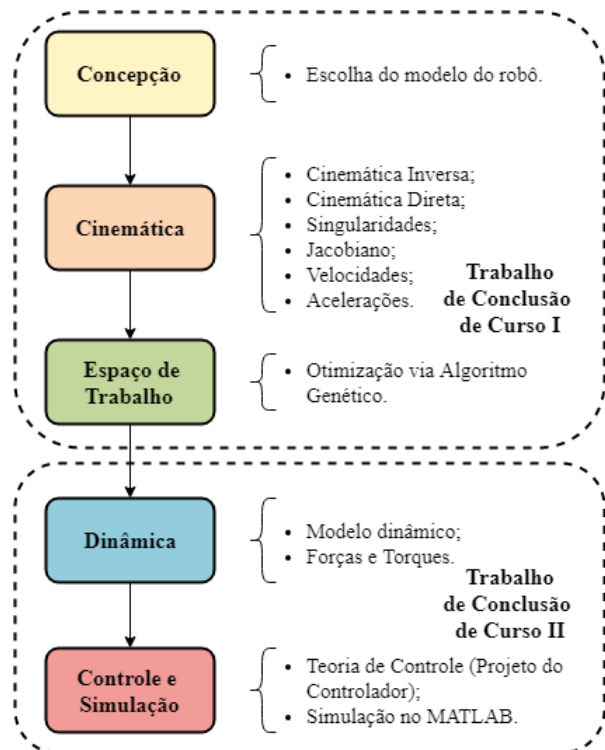 Concepção
• Escolha do modelo do robô.
Cinemática
• Cinemática Inversa;
• Cinemática Direta;
• Singularidades;
• Jacobiano;
• Velocidades;
• Acelerações.
Trabalho
de Conclusão
de Curso I
Espaço de
Trabalho
• Otimização via Algoritmo
Genético.
Dinâmica
• Modelo dinâmico;
• Forças e Torques.
Trabalho
de Conclusão
de Curso II
Controle e
Simulação
• Teoria de Controle (Projeto do
Controlador);
• Simulação no MATLAB.